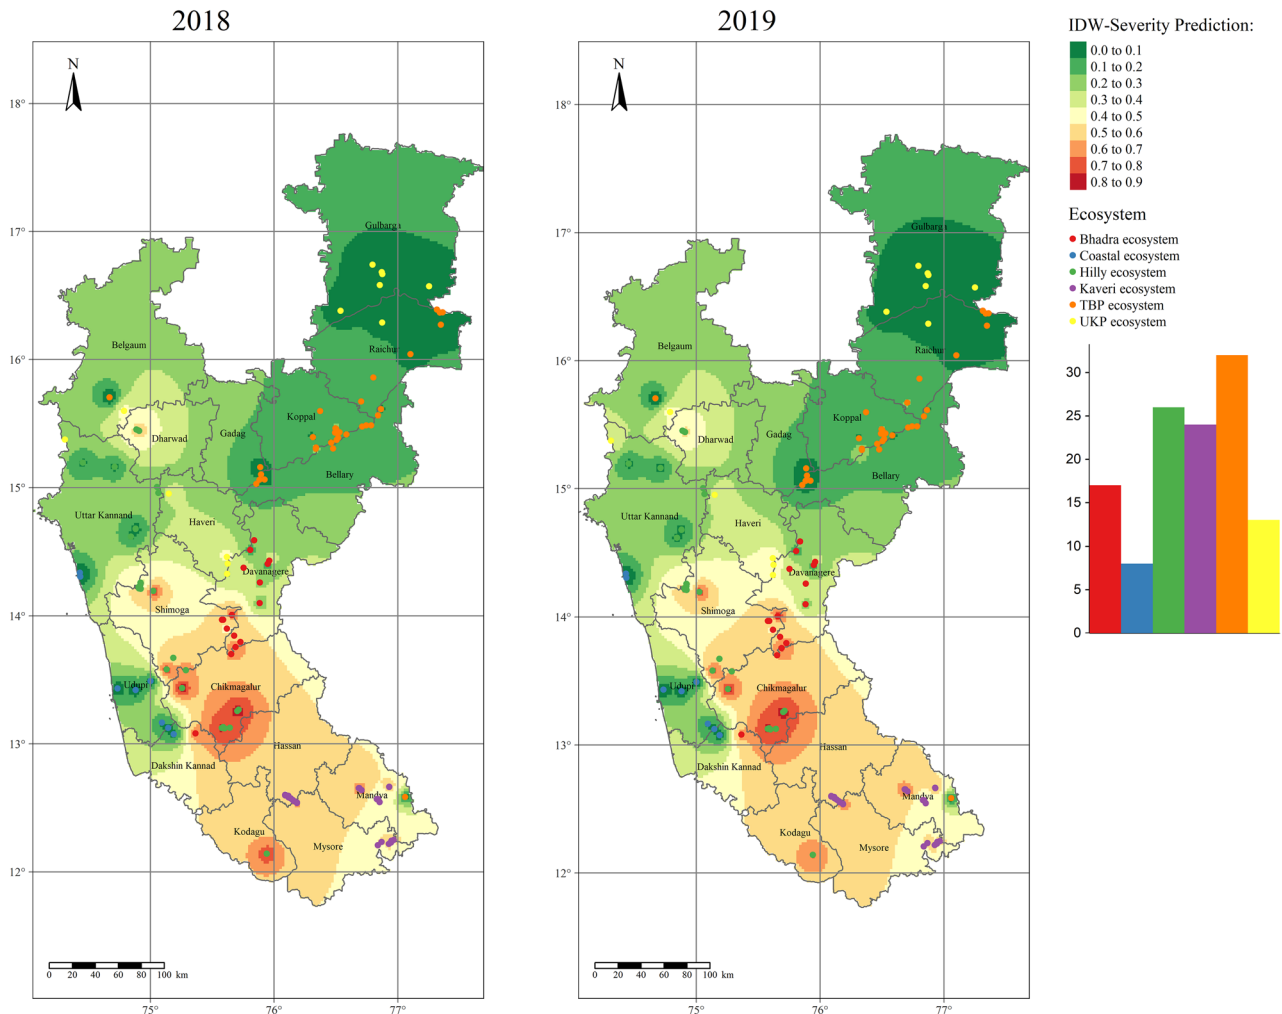 2018
N
18°
17°
16°
15°
14°
13°
12°
75°
76°
77°
Gulbarga
Raichur
Belgaum
Koppal
Dharwad
Gadag
Bellary
Uttar Kannand
Haveri
Davanagere
Shimoga
Udupi
Chikmagalur
Hassan
Dakshin Kannad
Mandya
Kodagu
Mysore
0 20 40 60 80 100 km
2019
N
18°
17°
16°
15°
14°
13°
12°
75°
76°
77°
Gulbarga
Raichur
Belgaum
Koppal
Dharwad
Gadag
Bellary
Uttar Kannand
Haveri
Davanagere
Shimoga
Udupi
Chikmagalur
Hassan
Dakshin Kannad
Mandya
Kodagu
Mysore
0 20 40 60 80 100 km
IDW-Severity Prediction:
0.0 to 0.1
0.1 to 0.2
0.2 to 0.3
0.3 to 0.4
0.4 to 0.5
0.5 to 0.6
0.6 to 0.7
0.7 to 0.8
0.8 to 0.9
Ecosystem
Bhadra ecosystem
Coastal ecosystem
Hilly ecosystem
Kaveri ecosystem
TBP ecosystem
UKP ecosystem
30
25
20
15
10
5
0